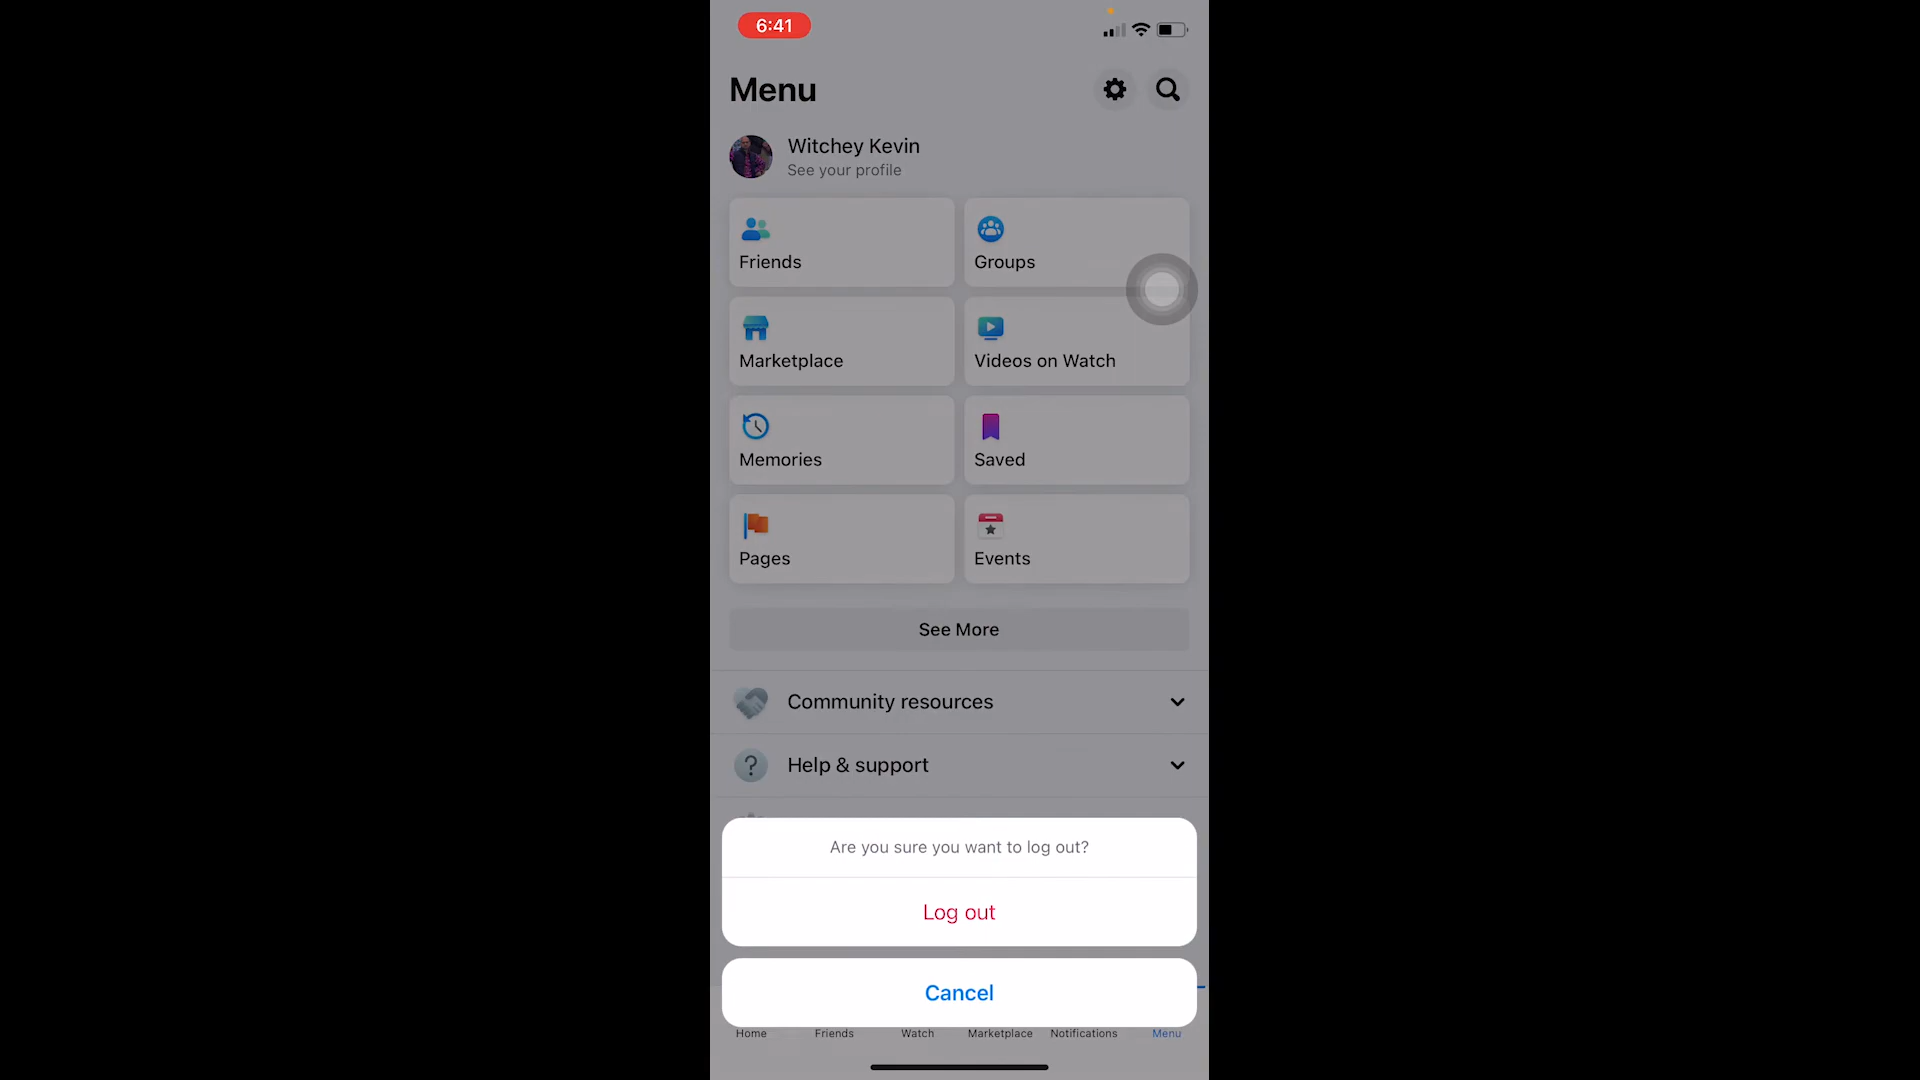 6:41
Menu
Witchey Kevin
See your profile
Friends
Groups
Marketplace
Videos on Watch
Memories
Saved
Pages
Events
See More
Community resources
? Help & support
Are you sure you want to log out?
Log out
Cancel
Home Friends Watch Marketplace Notifications Menu